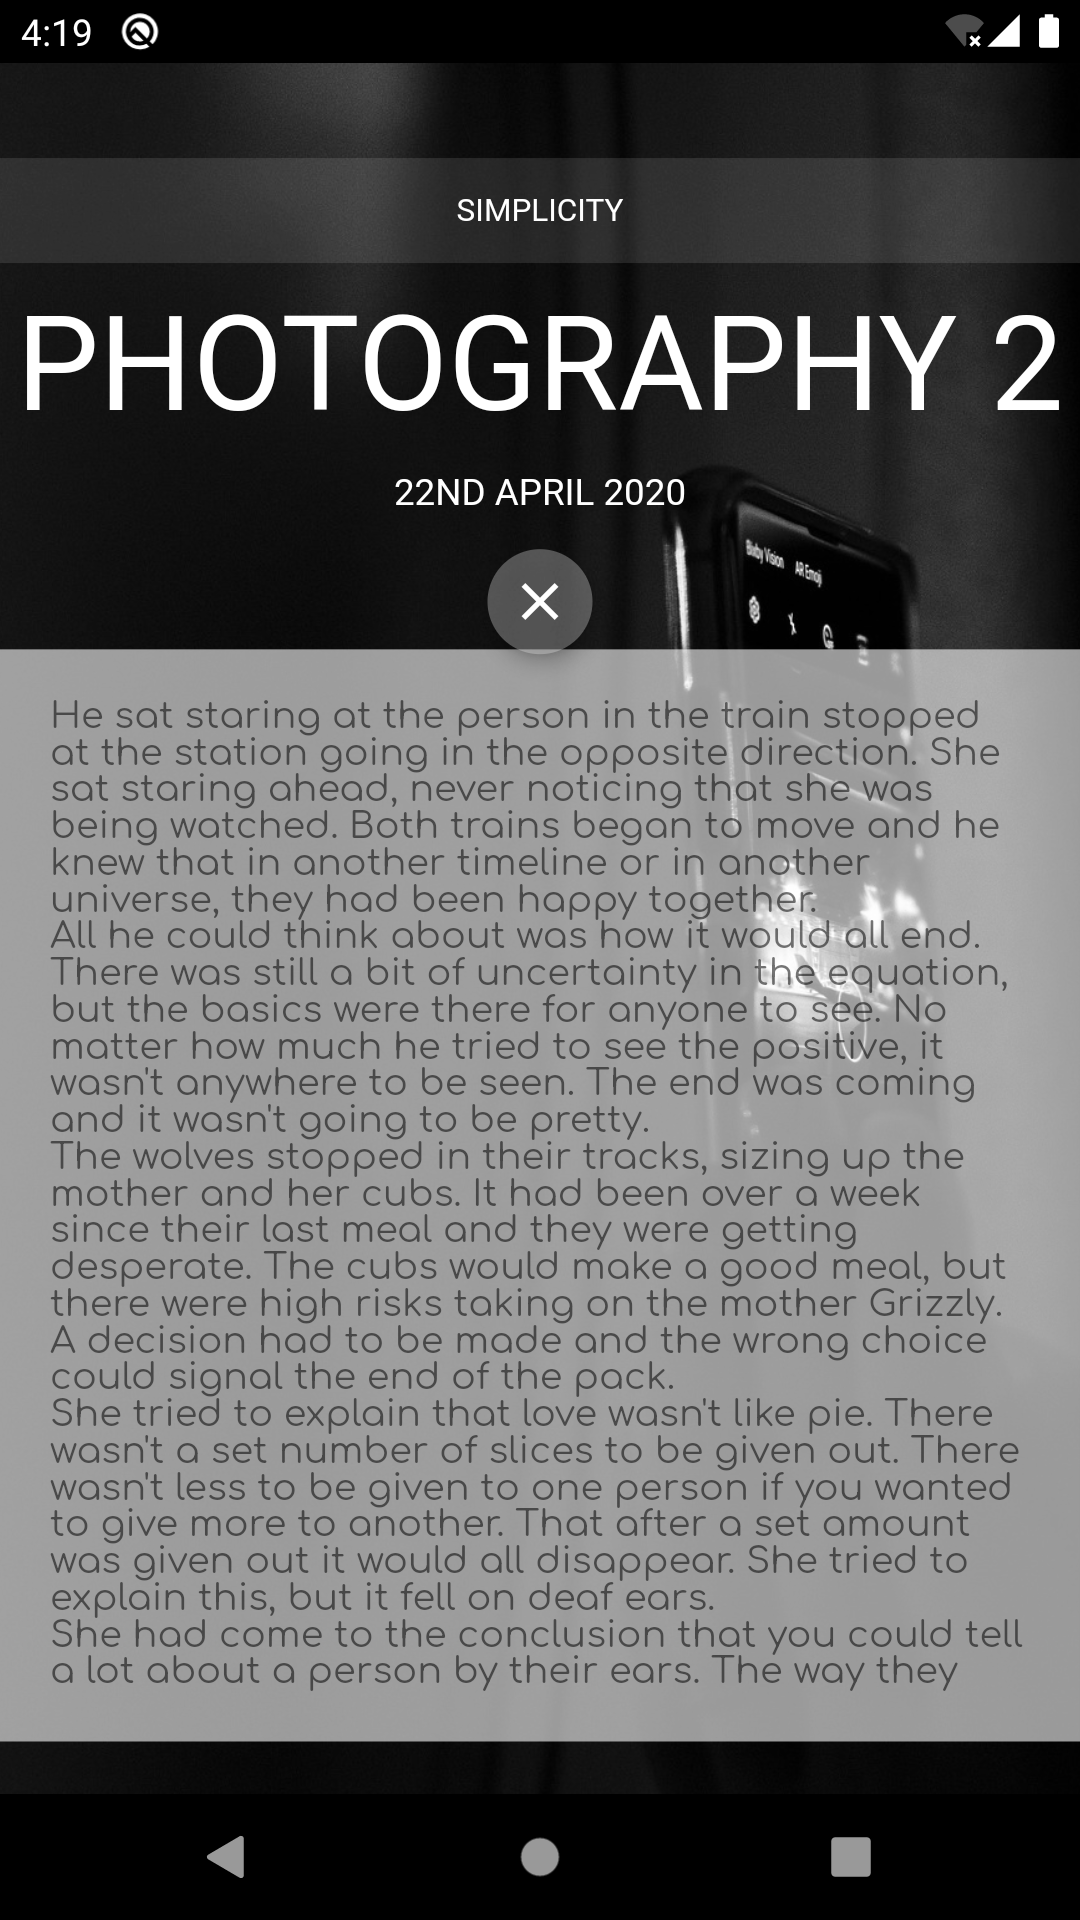 4:19
SIMPLICITY
PHOTOGRAPHY 2
22ND APRIL 2020
Bixby Vision AR Emoji
He sat staring at the person in the train stopped
at the station going in the opposite direction. She
sat staring ahead, never noticing that she was
being watched. Both trains began to move and he
knew that in another timeline or in another
universe, they had been happy together.
All he could think about was how it would all end.
There was still a bit of uncertainty in the equation,
but the basics were there for anyone to see. No
matter how much he tried to see the positive, it
wasn't anywhere to be seen. The end was coming
and it wasn't going to be pretty.
The wolves stopped in their tracks, sizing up the
mother and her cubs. It had been over a week
since their last meal and they were getting
desperate. The cubs would make a good meal, but
there were high risks taking on the mother Grizzly.
A decision had to be made and the wrong choice
could signal the end of the pack.
She tried to explain that love wasn't like pie. There
wasn't a set number of slices to be given out. There
wasn't less to be given to one person if you wanted
to give more to another. That after a set amount
was given out it would all disappear. She tried to
explain this, but it fell on deaf ears.
She had come to the conclusion that you could tell
a lot about a person by their ears. The way they